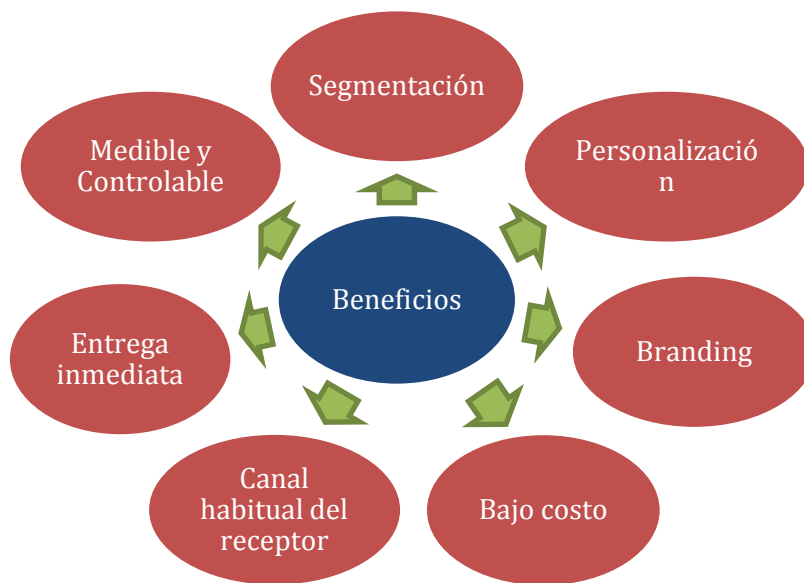 Segmentación
Personalizació
n
Branding
Bajo costo
Canal
habitual del
receptor
Entrega
inmediata
Medible y
Controlable
Beneficios